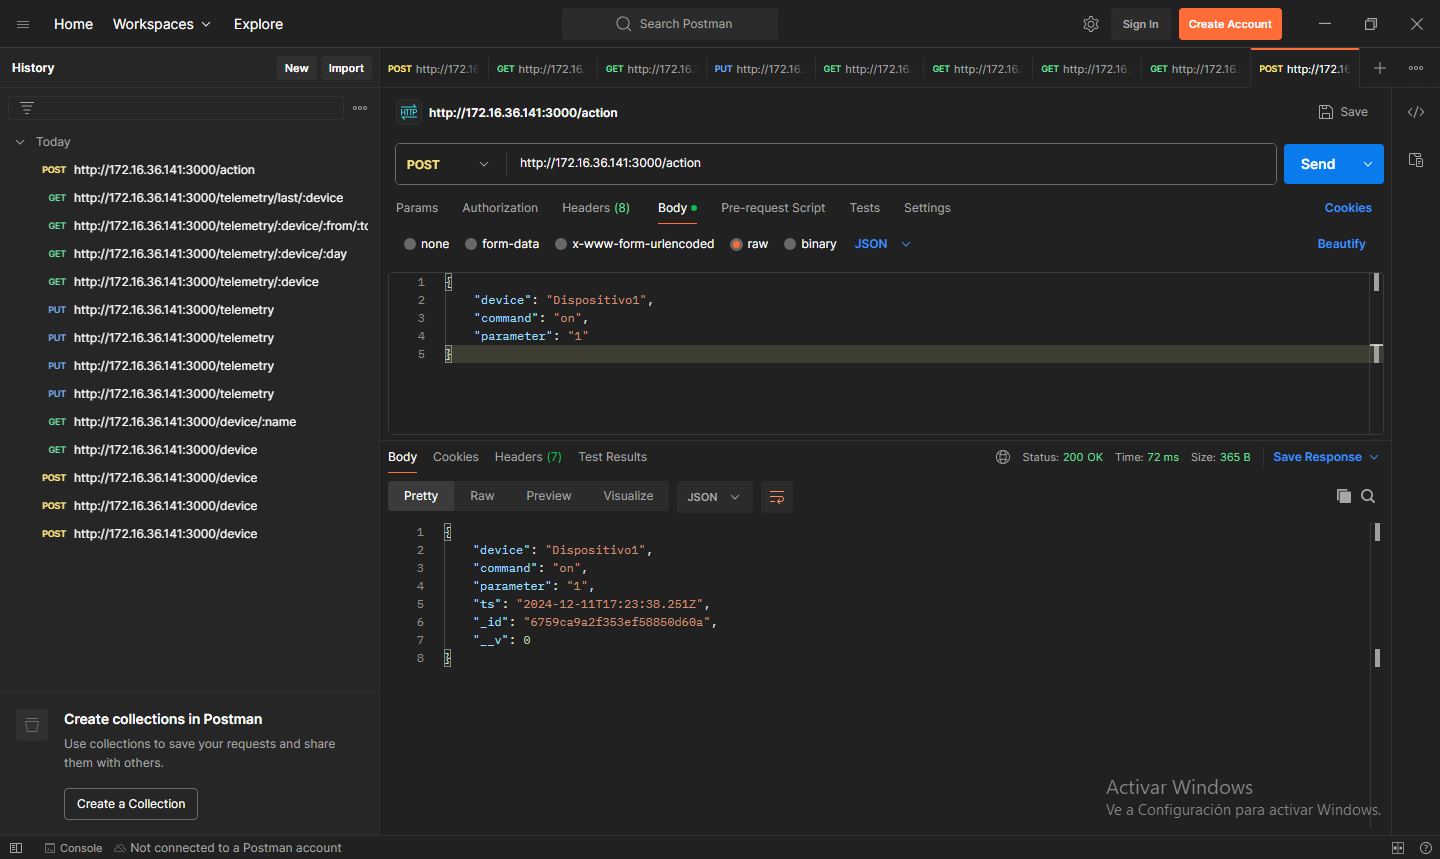 Home Workspaces Explore Search Postman Sign In Create Account
History New Import
POST http://172.16 GET http://172.16. GET http://172.16. PUT http://172.16. GET http://172.16. GET http://172.16. GET http://172.16. GET http://172.16. POST http://172.16
HTTP http://172.16.36.141:3000/action Save
Today
POST http://172.16.36.141:3000/action
GET http://172.16.36.141:3000/telemetry/last/:device
GET http://172.16.36.141:3000/telemetry/:device/:from/:to
GET http://172.16.36.141:3000/telemetry/:device/:day
GET http://172.16.36.141:3000/telemetry/:device
PUT http://172.16.36.141:3000/telemetry
PUT http://172.16.36.141:3000/telemetry
PUT http://172.16.36.141:3000/telemetry
PUT http://172.16.36.141:3000/telemetry
GET http://172.16.36.141:3000/device/:name
GET http://172.16.36.141:3000/device
POST http://172.16.36.141:3000/device
POST http://172.16.36.141:3000/device
POST http://172.16.36.141:3000/device
Create collections in Postman
Use collections to save your requests and share
them with others.
Create a Collection
POST http://172.16.36.141:3000/action Send
Params Authorization Headers (8) Body Pre-request Script Tests Settings Cookies
none form-data x-www-form-urlencoded raw binary JSON Beautify
1 {
2 "device": "Dispositivo1",
3 "command": "on",
4 "parameter": "1"
5 }
Body Cookies Headers (7) Test Results Status: 200 OK Time: 72 ms Size: 365 B Save Response
Pretty Raw Preview Visualize JSON
1 {
2 "device": "Dispositivo1",
3 "command": "on",
4 "parameter": "1",
5 "ts": "2024-12-11T17:23:38.251Z",
6 "_id": "6759ca9a2f353ef58850d60a",
7 "__v": 0
8 }
Activar Windows
Ve a Configuración para activar Windows.
Console Not connected to a Postman account